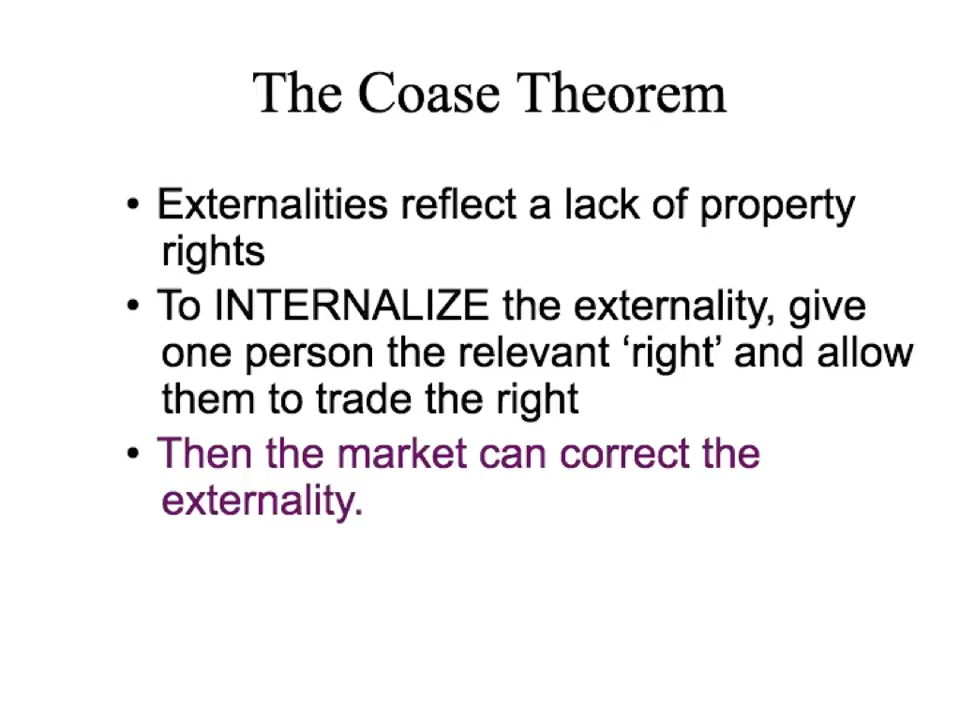 The Coase Theorem
• Externalities reflect a lack of property
rights
• To INTERNALIZE the externality, give
one person the relevant ‘right’ and allow
them to trade the right
• Then the market can correct the
externality.